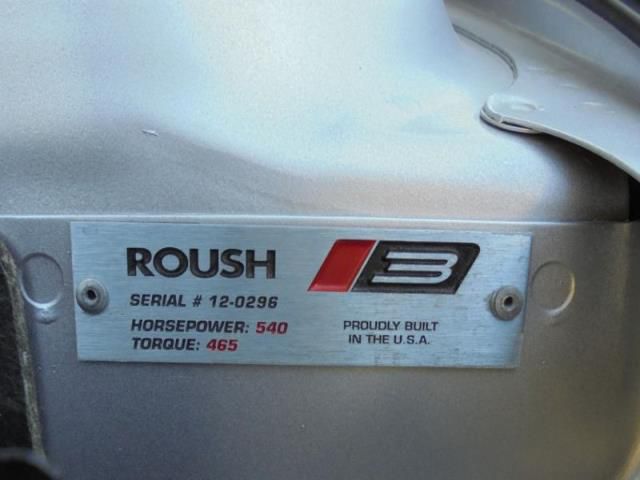 ROUSH 3
SERIAL # 12-0296
HORSEPOWER: 540
TORQUE: 465
PROUDLY BUILT
IN THE U.S.A.